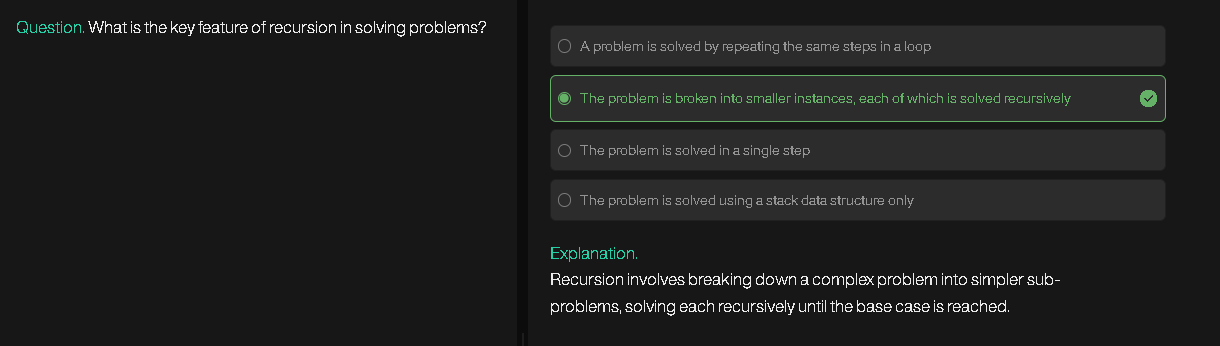 Question. What is the key feature of recursion in solving problems?
A problem is solved by repeating the same steps in a loop
The problem is broken into smaller instances, each of which is solved recursively
The problem is solved in a single step
The problem is solved using a stack data structure only
Explanation.
Recursion involves breaking down a complex problem into simpler sub-
problems, solving each recursively until the base case is reached.